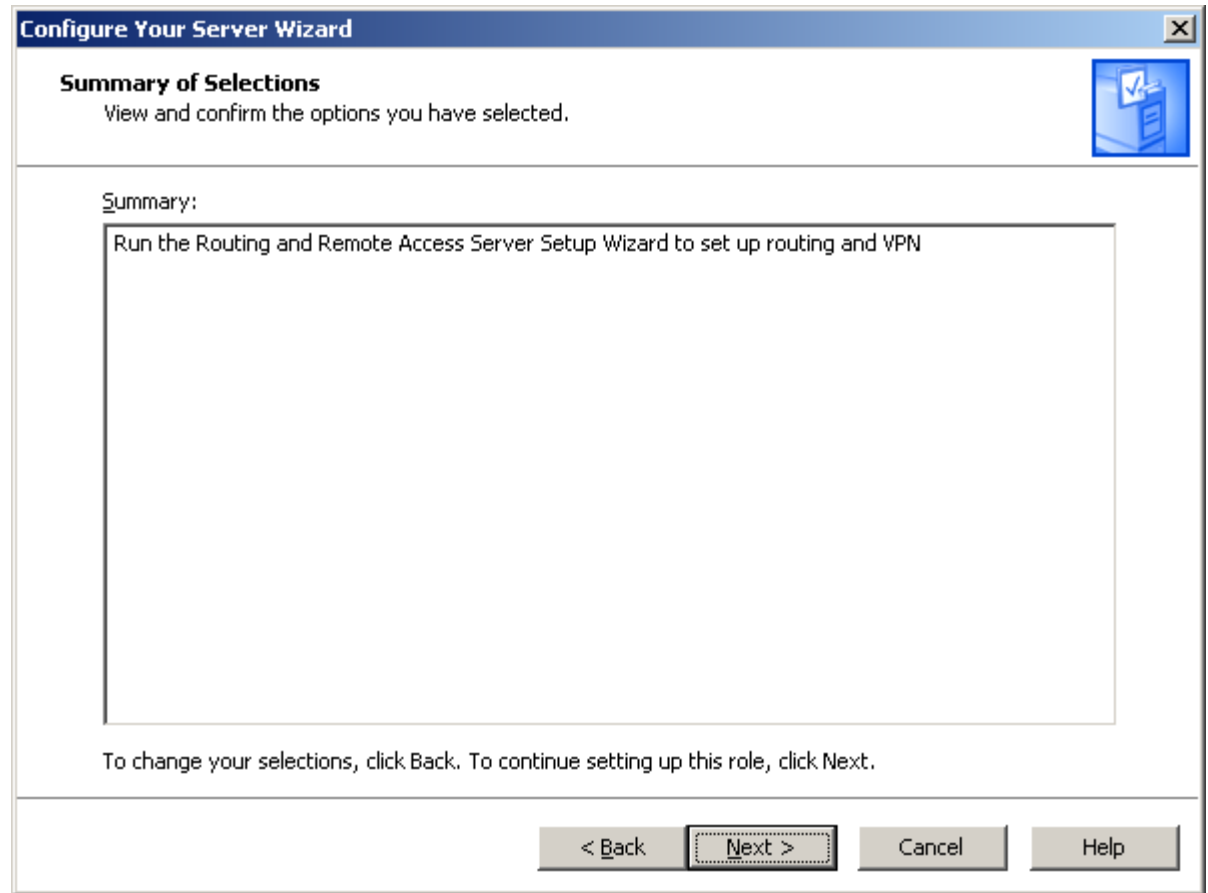 Configure Your Server Wizard
Summary of Selections
View and confirm the options you have selected.
Summary:
Run the Routing and Remote Access Server Setup Wizard to set up routing and VPN
To change your selections, click Back. To continue setting up this role, click Next.
< Back Next > Cancel Help